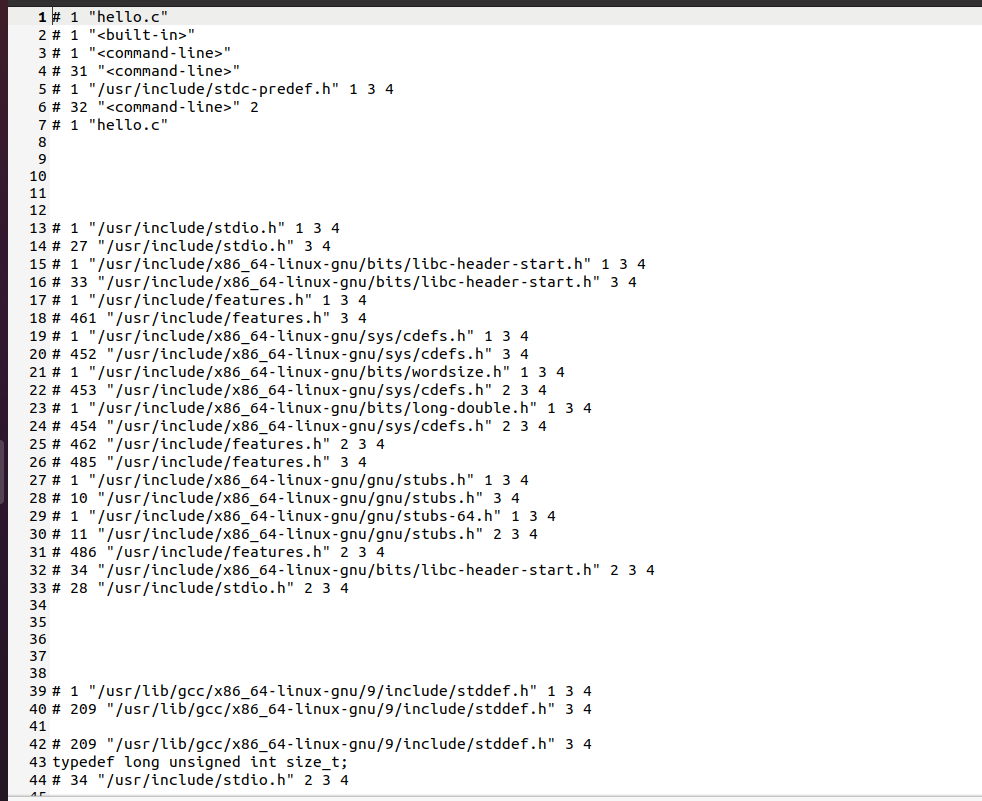 1 # 1 "hello.c"
2 # 1 "<built-in>"
3 # 1 "<command-line>"
4 # 31 "<command-line>"
5 # 1 "/usr/include/stdc-predef.h" 1 3 4
6 # 32 "<command-line>" 2
7 # 1 "hello.c"
8
9
10
11
12
13 # 1 "/usr/include/stdio.h" 1 3 4
14 # 27 "/usr/include/stdio.h" 3 4
15 # 1 "/usr/include/x86_64-linux-gnu/bits/libc-header-start.h" 1 3 4
16 # 33 "/usr/include/x86_64-linux-gnu/bits/libc-header-start.h" 3 4
17 # 1 "/usr/include/features.h" 1 3 4
18 # 461 "/usr/include/features.h" 3 4
19 # 1 "/usr/include/x86_64-linux-gnu/sys/cdefs.h" 1 3 4
20 # 452 "/usr/include/x86_64-linux-gnu/sys/cdefs.h" 3 4
21 # 1 "/usr/include/x86_64-linux-gnu/bits/wordsize.h" 1 3 4
22 # 453 "/usr/include/x86_64-linux-gnu/sys/cdefs.h" 2 3 4
23 # 1 "/usr/include/x86_64-linux-gnu/bits/long-double.h" 1 3 4
24 # 454 "/usr/include/x86_64-linux-gnu/sys/cdefs.h" 2 3 4
25 # 462 "/usr/include/features.h" 2 3 4
26 # 485 "/usr/include/features.h" 3 4
27 # 1 "/usr/include/x86_64-linux-gnu/gnu/stubs.h" 1 3 4
28 # 10 "/usr/include/x86_64-linux-gnu/gnu/stubs.h" 3 4
29 # 1 "/usr/include/x86_64-linux-gnu/gnu/stubs-64.h" 1 3 4
30 # 11 "/usr/include/x86_64-linux-gnu/gnu/stubs.h" 2 3 4
31 # 486 "/usr/include/features.h" 2 3 4
32 # 34 "/usr/include/x86_64-linux-gnu/bits/libc-header-start.h" 2 3 4
33 # 28 "/usr/include/stdio.h" 2 3 4
34
35
36
37
38
39 # 1 "/usr/lib/gcc/x86_64-linux-gnu/9/include/stddef.h" 1 3 4
40 # 209 "/usr/lib/gcc/x86_64-linux-gnu/9/include/stddef.h" 3 4
41
42 # 209 "/usr/lib/gcc/x86_64-linux-gnu/9/include/stddef.h" 3 4
43 typedef long unsigned int size_t;
44 # 34 "/usr/include/stdio.h" 2 3 4